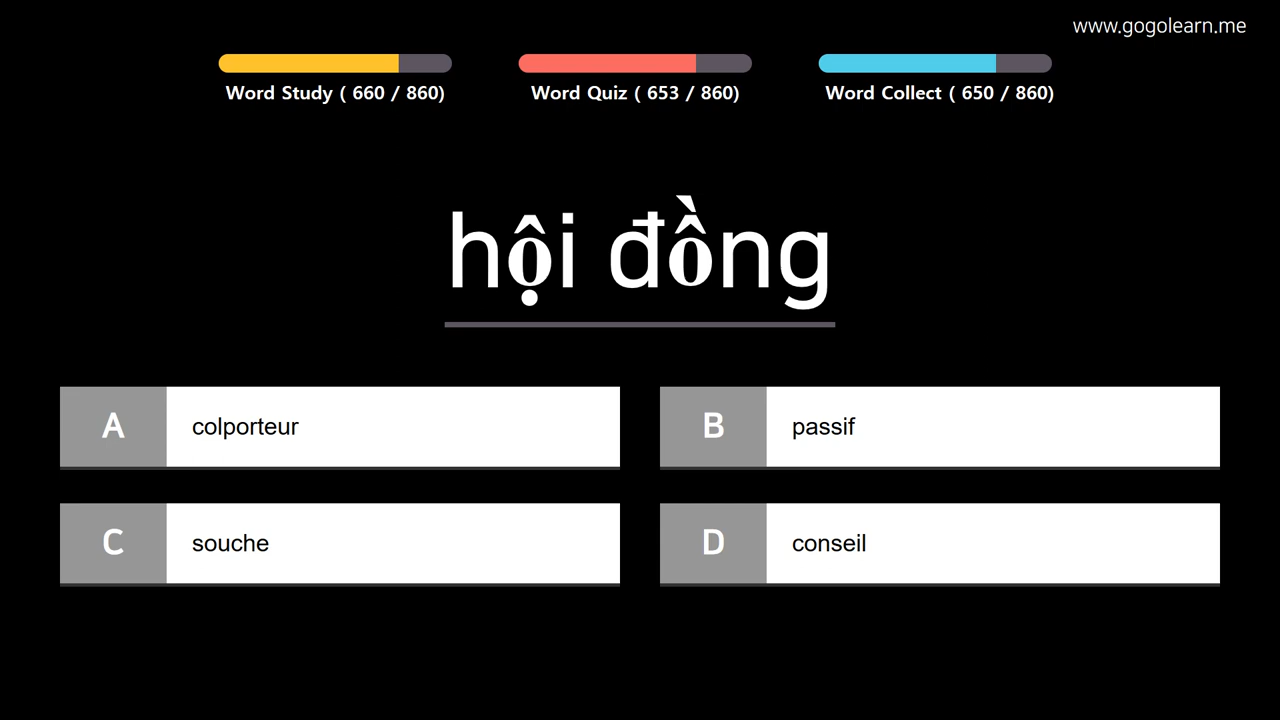 www.gogolearn.me
Word Study ( 660 / 860)
Word Quiz ( 653 / 860)
Word Collect ( 650 / 860)
hội đồng
A
colporteur
B
passif
C
souche
D
conseil